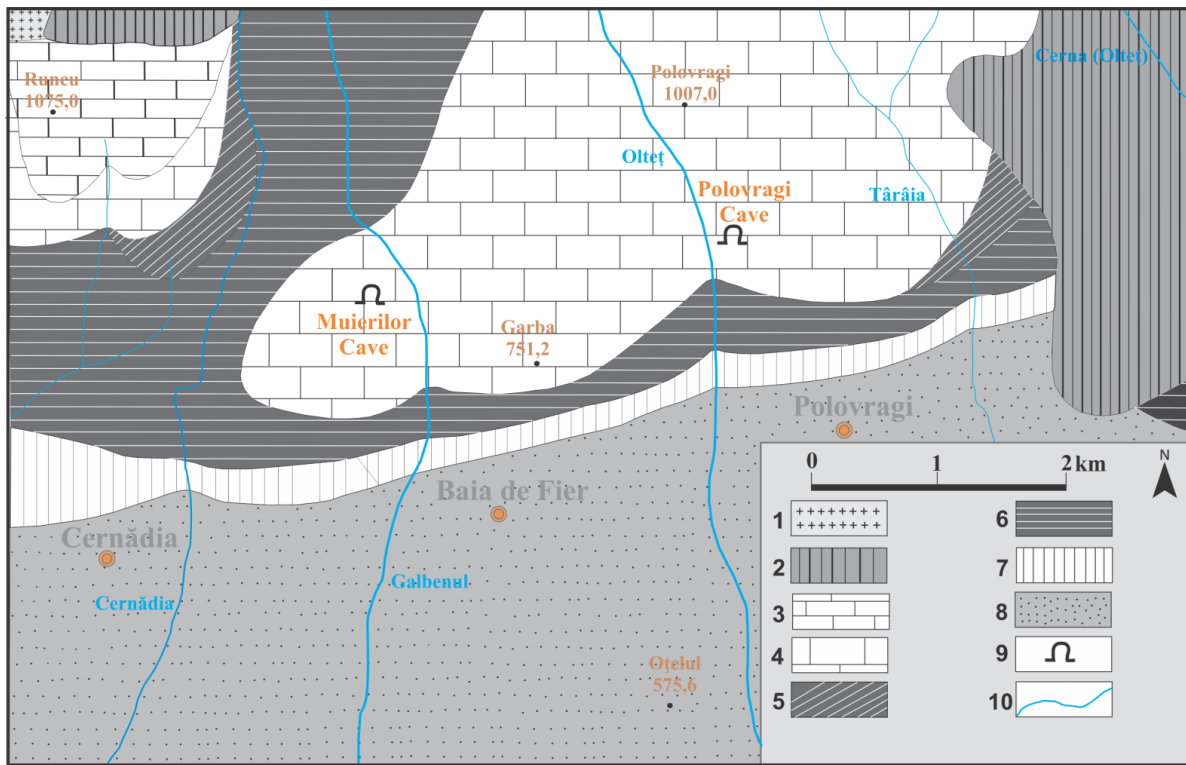 Runcu
1075,0
Polovragi
1007,0
Cerna (Olteț)
Olteț
Polovragi
Cave
Târâia
Muierilor
Cave
Garba
751,2
Polovragi
Baia de Fier
Cernădia
Cernădia
Galbenul
Oțelul
575,6
0 1 2 km
N
1
2
3
4
5
6
7
8
9
10